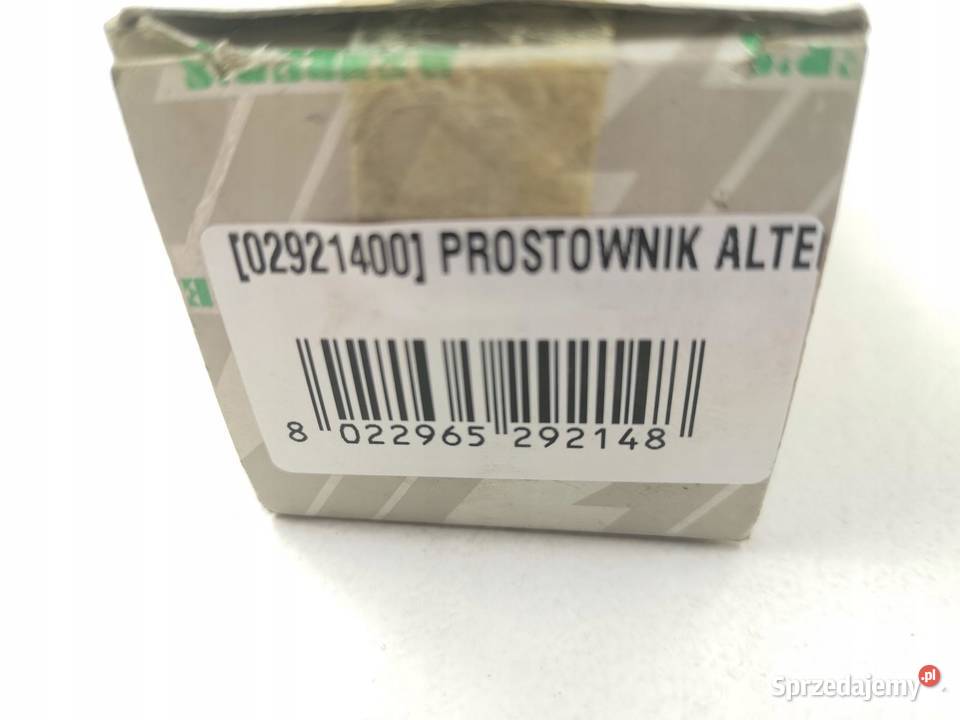 [02921400] PROSTOWNIK ALTE
8 022965 292148
Sprzedajemy.pl